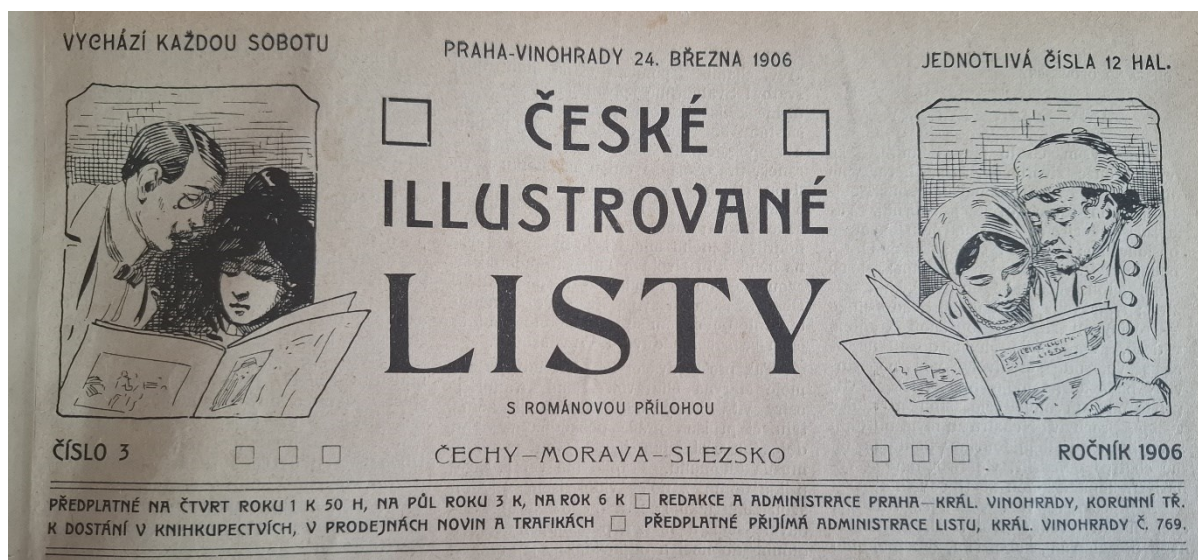 VYCHÁZÍ KAŽDOU SOBOTU
PRAHA-VINOHRADY 24. BŘEZNA 1906
JEDNOTLIVÁ ČÍSLA 12 HAL.
ČESKÉ
ILLUSTROVANÉ
LISTY
S ROMÁNOVOU PŘÍLOHOU
ČÍSLO 3
ČECHY—MORAVA—SLEZSKO
ROČNÍK 1906
PŘEDPLATNÉ NA ČTVRT ROKU 1 K 50 H, NA PŮL ROKU 3 K, NA ROK 6 K □ REDAKCE A ADMINISTRACE PRAHA—KRÁL. VINOHRADY, KORUNNÍ TŘ.
K DOSTÁNÍ V KNIHKUPECTVÍCH, V PRODEJNÁCH NOVIN A TRAFIKÁCH □ PŘEDPLATNÉ PŘIJÍMÁ ADMINISTRACE LISTU, KRÁL. VINOHRADY Č. 769.